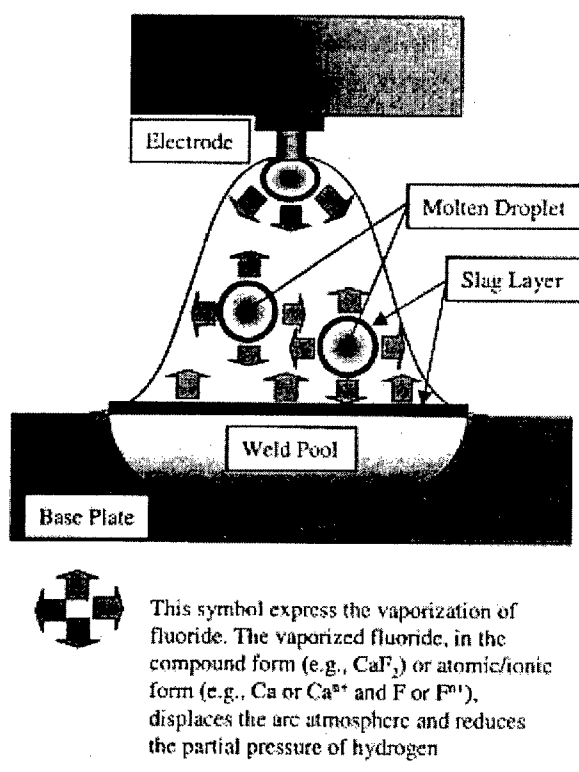 Electrode
Molten Droplet
Slag Layer
Weld Pool
Base Plate
This symbol express the vaporization of
fluoride. The vaporized fluoride, in the
compound form (e.g., CaF₂) or atomic/ionic
form (e.g., Ca or Caⁿ⁺ and F or Fⁿ⁻),
displaces the arc atmosphere and reduces
the partial pressure of hydrogen